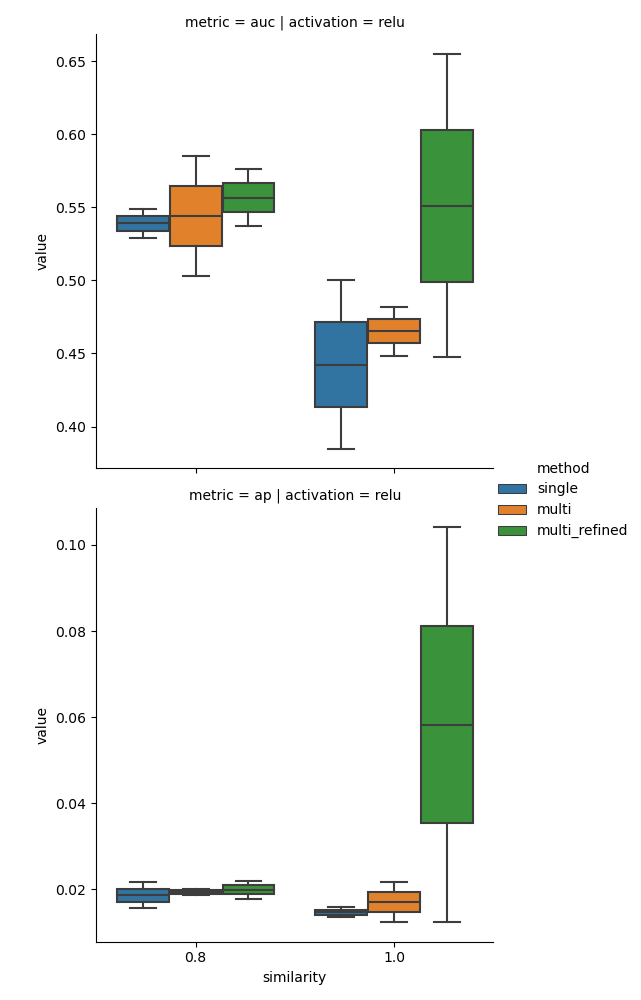 metric = auc | activation = relu
0.65
0.60
0.55
0.50
0.45
0.40
value
method
single
multi
multi_refined
metric = ap | activation = relu
0.10
0.08
0.06
0.04
0.02
value
0.8
1.0
similarity